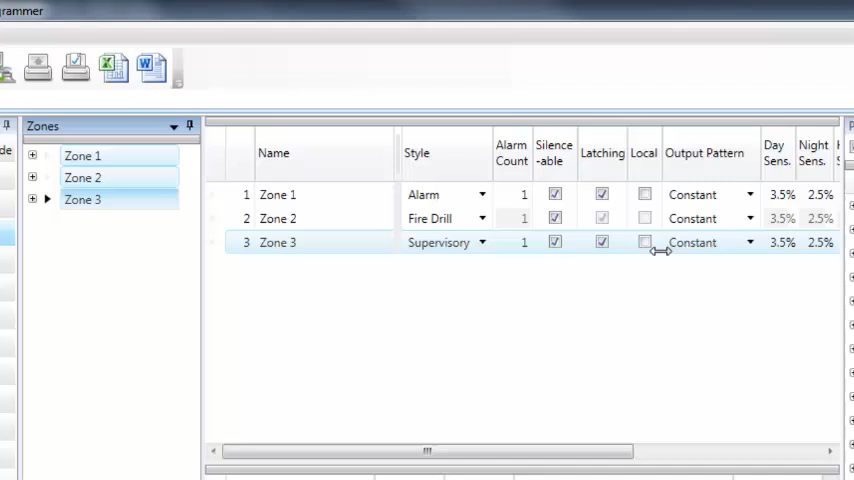 grammer
Zones
de
Zone 1
Zone 2
Zone 3
Name Style Alarm Count Silence -able Latching Local Output Pattern Day Sens. Night Sens.
1 Zone 1 Alarm 1 Constant 3.5% 2.5%
2 Zone 2 Fire Drill 1 Constant 3.5% 2.5%
3 Zone 3 Supervisory 1 Constant 3.5% 2.5%